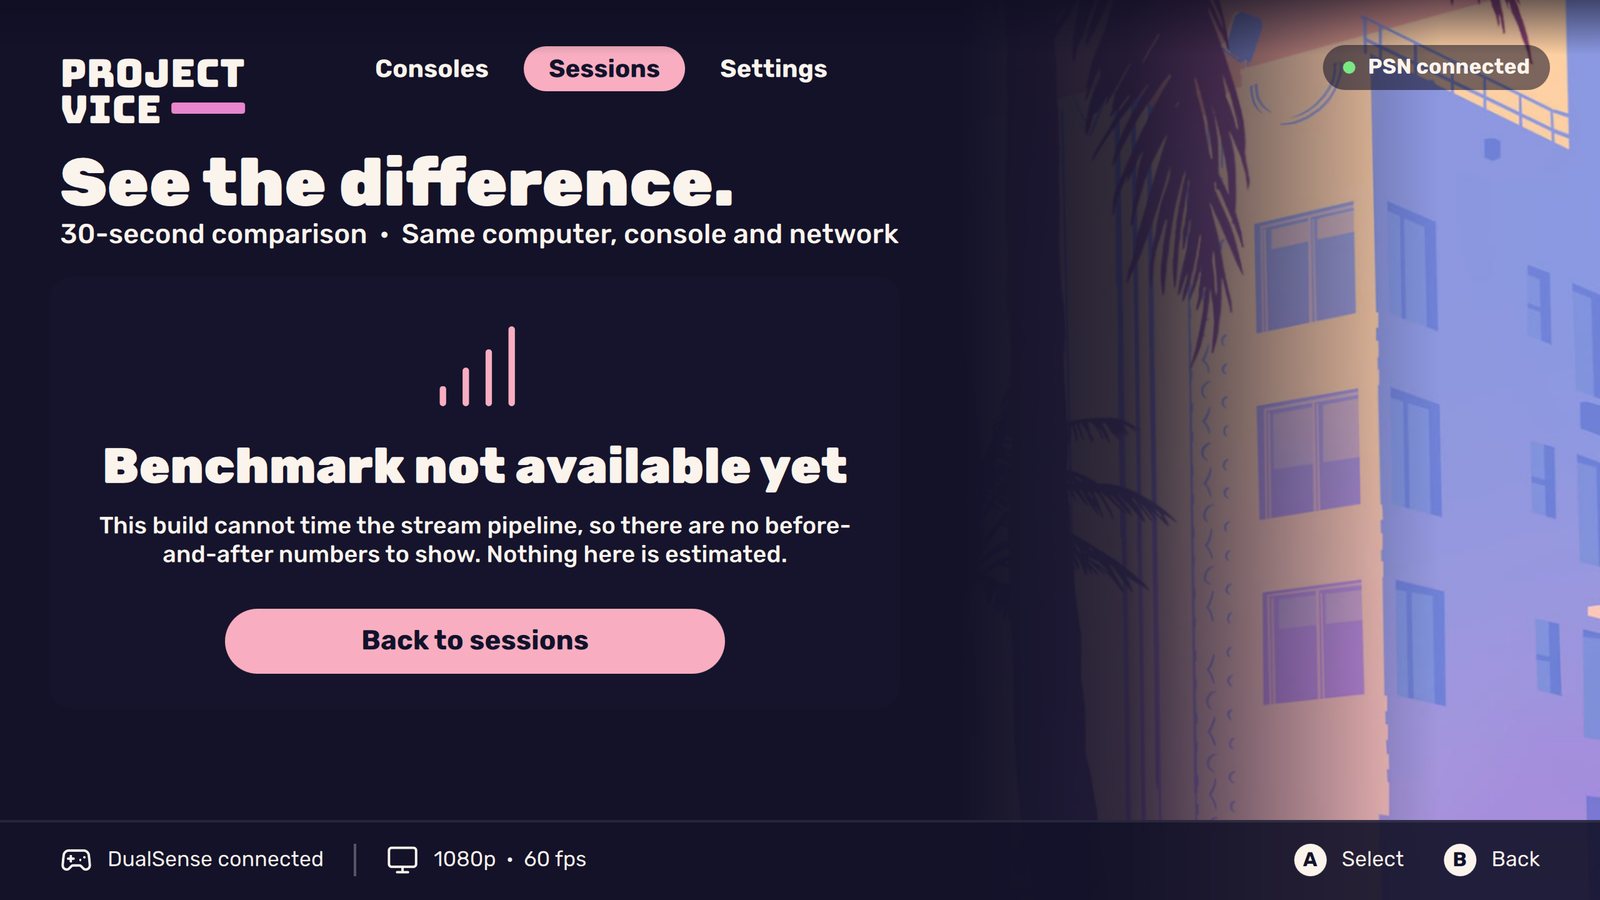 PROJECT
VICE
Consoles
Sessions
Settings
PSN connected
See the difference.
30-second comparison • Same computer, console and network
Benchmark not available yet
This build cannot time the stream pipeline, so there are no before-
and-after numbers to show. Nothing here is estimated.
Back to sessions
DualSense connected
1080p • 60 fps
A Select
B Back